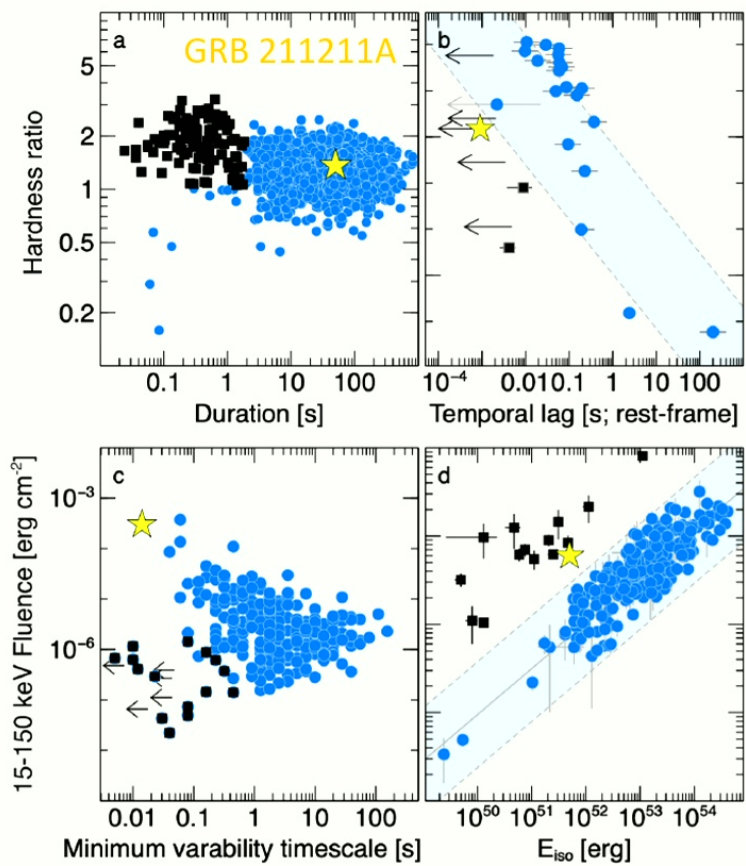 a
GRB 211211A
b
Hardness ratio
5
2
1
0.5
0.2
0.1 1 10 100
Duration [s]
10⁻⁴ 0.01 0.1 1 10 100
Temporal lag [s; rest-frame]
c
d
15-150 keV Fluence [erg cm⁻²]
10⁻³
10⁻⁶
0.01 0.1 1 10 100
Minimum varability timescale [s]
10⁵⁰ 10⁵¹ 10⁵² 10⁵³ 10⁵⁴
E_iso [erg]